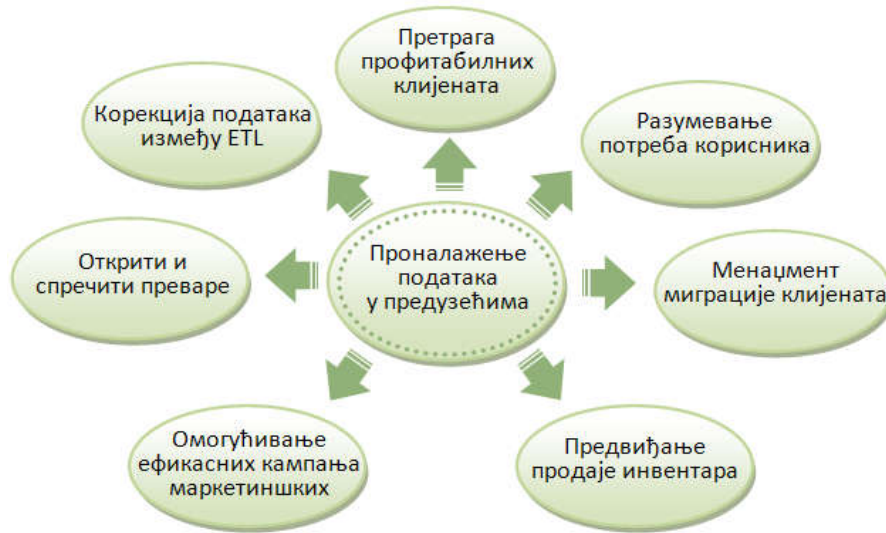 Претрага
профитабилних
клијената
Корекција података
између ETL
Разумевање
потреба корисника
Открити и
спречити преваре
Проналажење
података
у предузећима
Менаџмент
миграције клијената
Омогућивање
ефикасних кампања
маркетиншких
Предвиђање
продаје инвентара